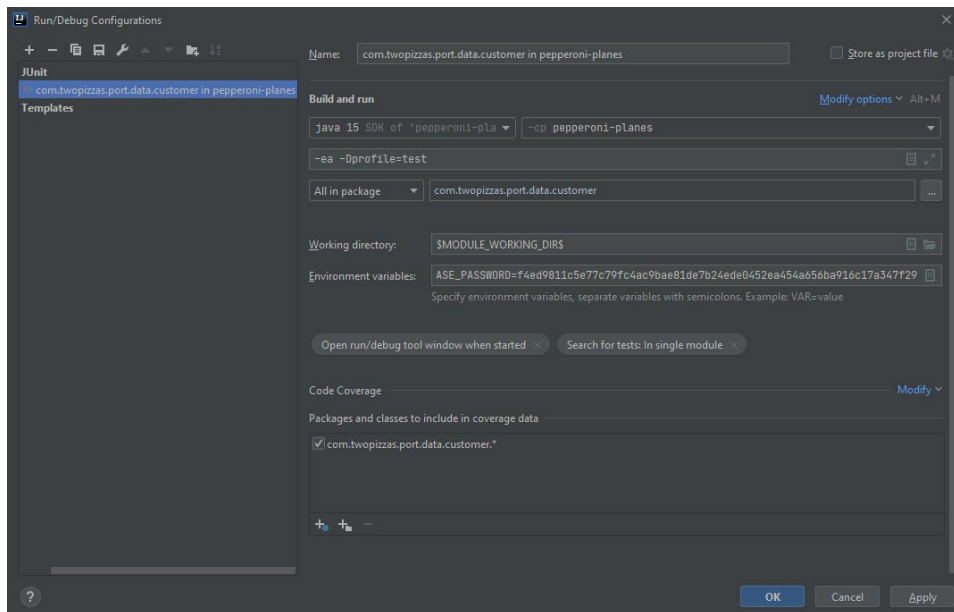 Run/Debug Configurations
JUnit
com.twopizzas.port.data.customer in pepperoni-planes
Templates
Name: com.twopizzas.port.data.customer in pepperoni-planes
Store as project file
Build and run
Modify options Alt+M
java 15 SDK of 'pepperoni-pla
-cp pepperoni-planes
-ea -Dprofile=test
All in package com.twopizzas.port.data.customer ...
Working directory: $MODULE_WORKING_DIR$
Environment variables: ASE_PASSWORD=f4ed9811c5e77c79fc4ac9bae81de7b24ede0452ea454a656ba916c17a347f29
Specify environment variables, separate variables with semicolons. Example: VAR=value
Open run/debug tool window when started
Search for tests: In single module
Code Coverage
Modify
Packages and classes to include in coverage data
com.twopizzas.port.data.customer.*
?
OK Cancel Apply